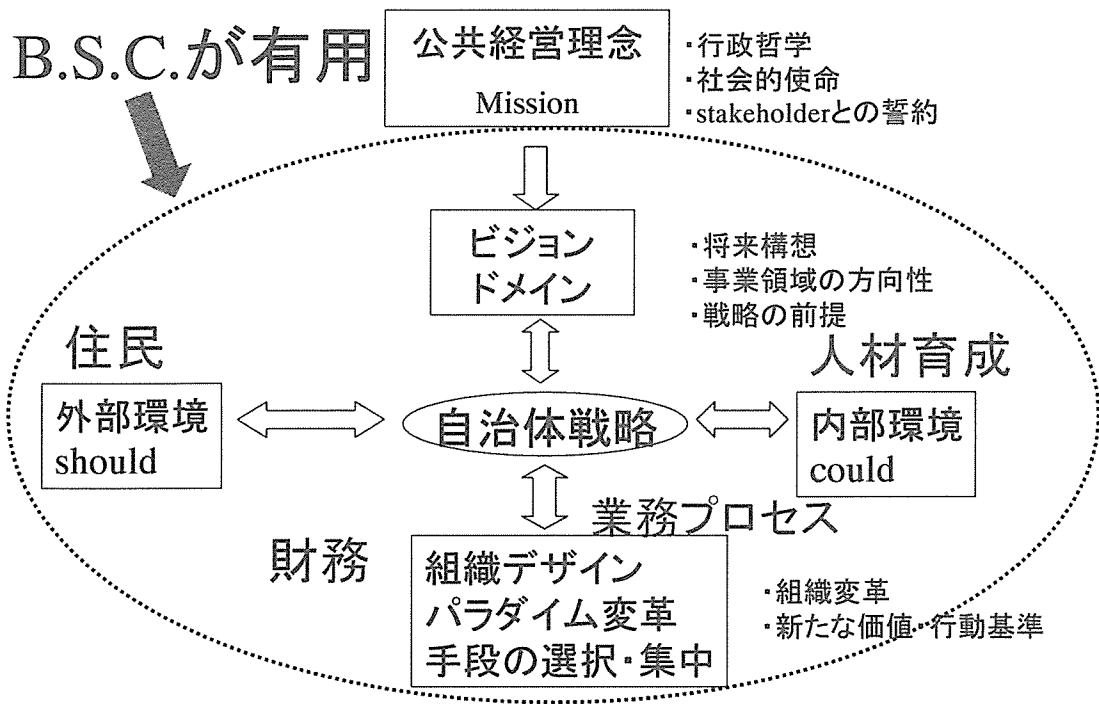 B.S.C.が有用
公共経営理念
Mission
・行政哲学
・社会的使命
・stakeholderとの誓約
ビジョン
ドメイン
・将来構想
・事業領域の方向性
・戦略の前提
住民
外部環境
should
自治体戦略
人材育成
内部環境
could
業務プロセス
財務
組織デザイン
パラダイム変革
手段の選択・集中
・組織変革
・新たな価値・行動基準